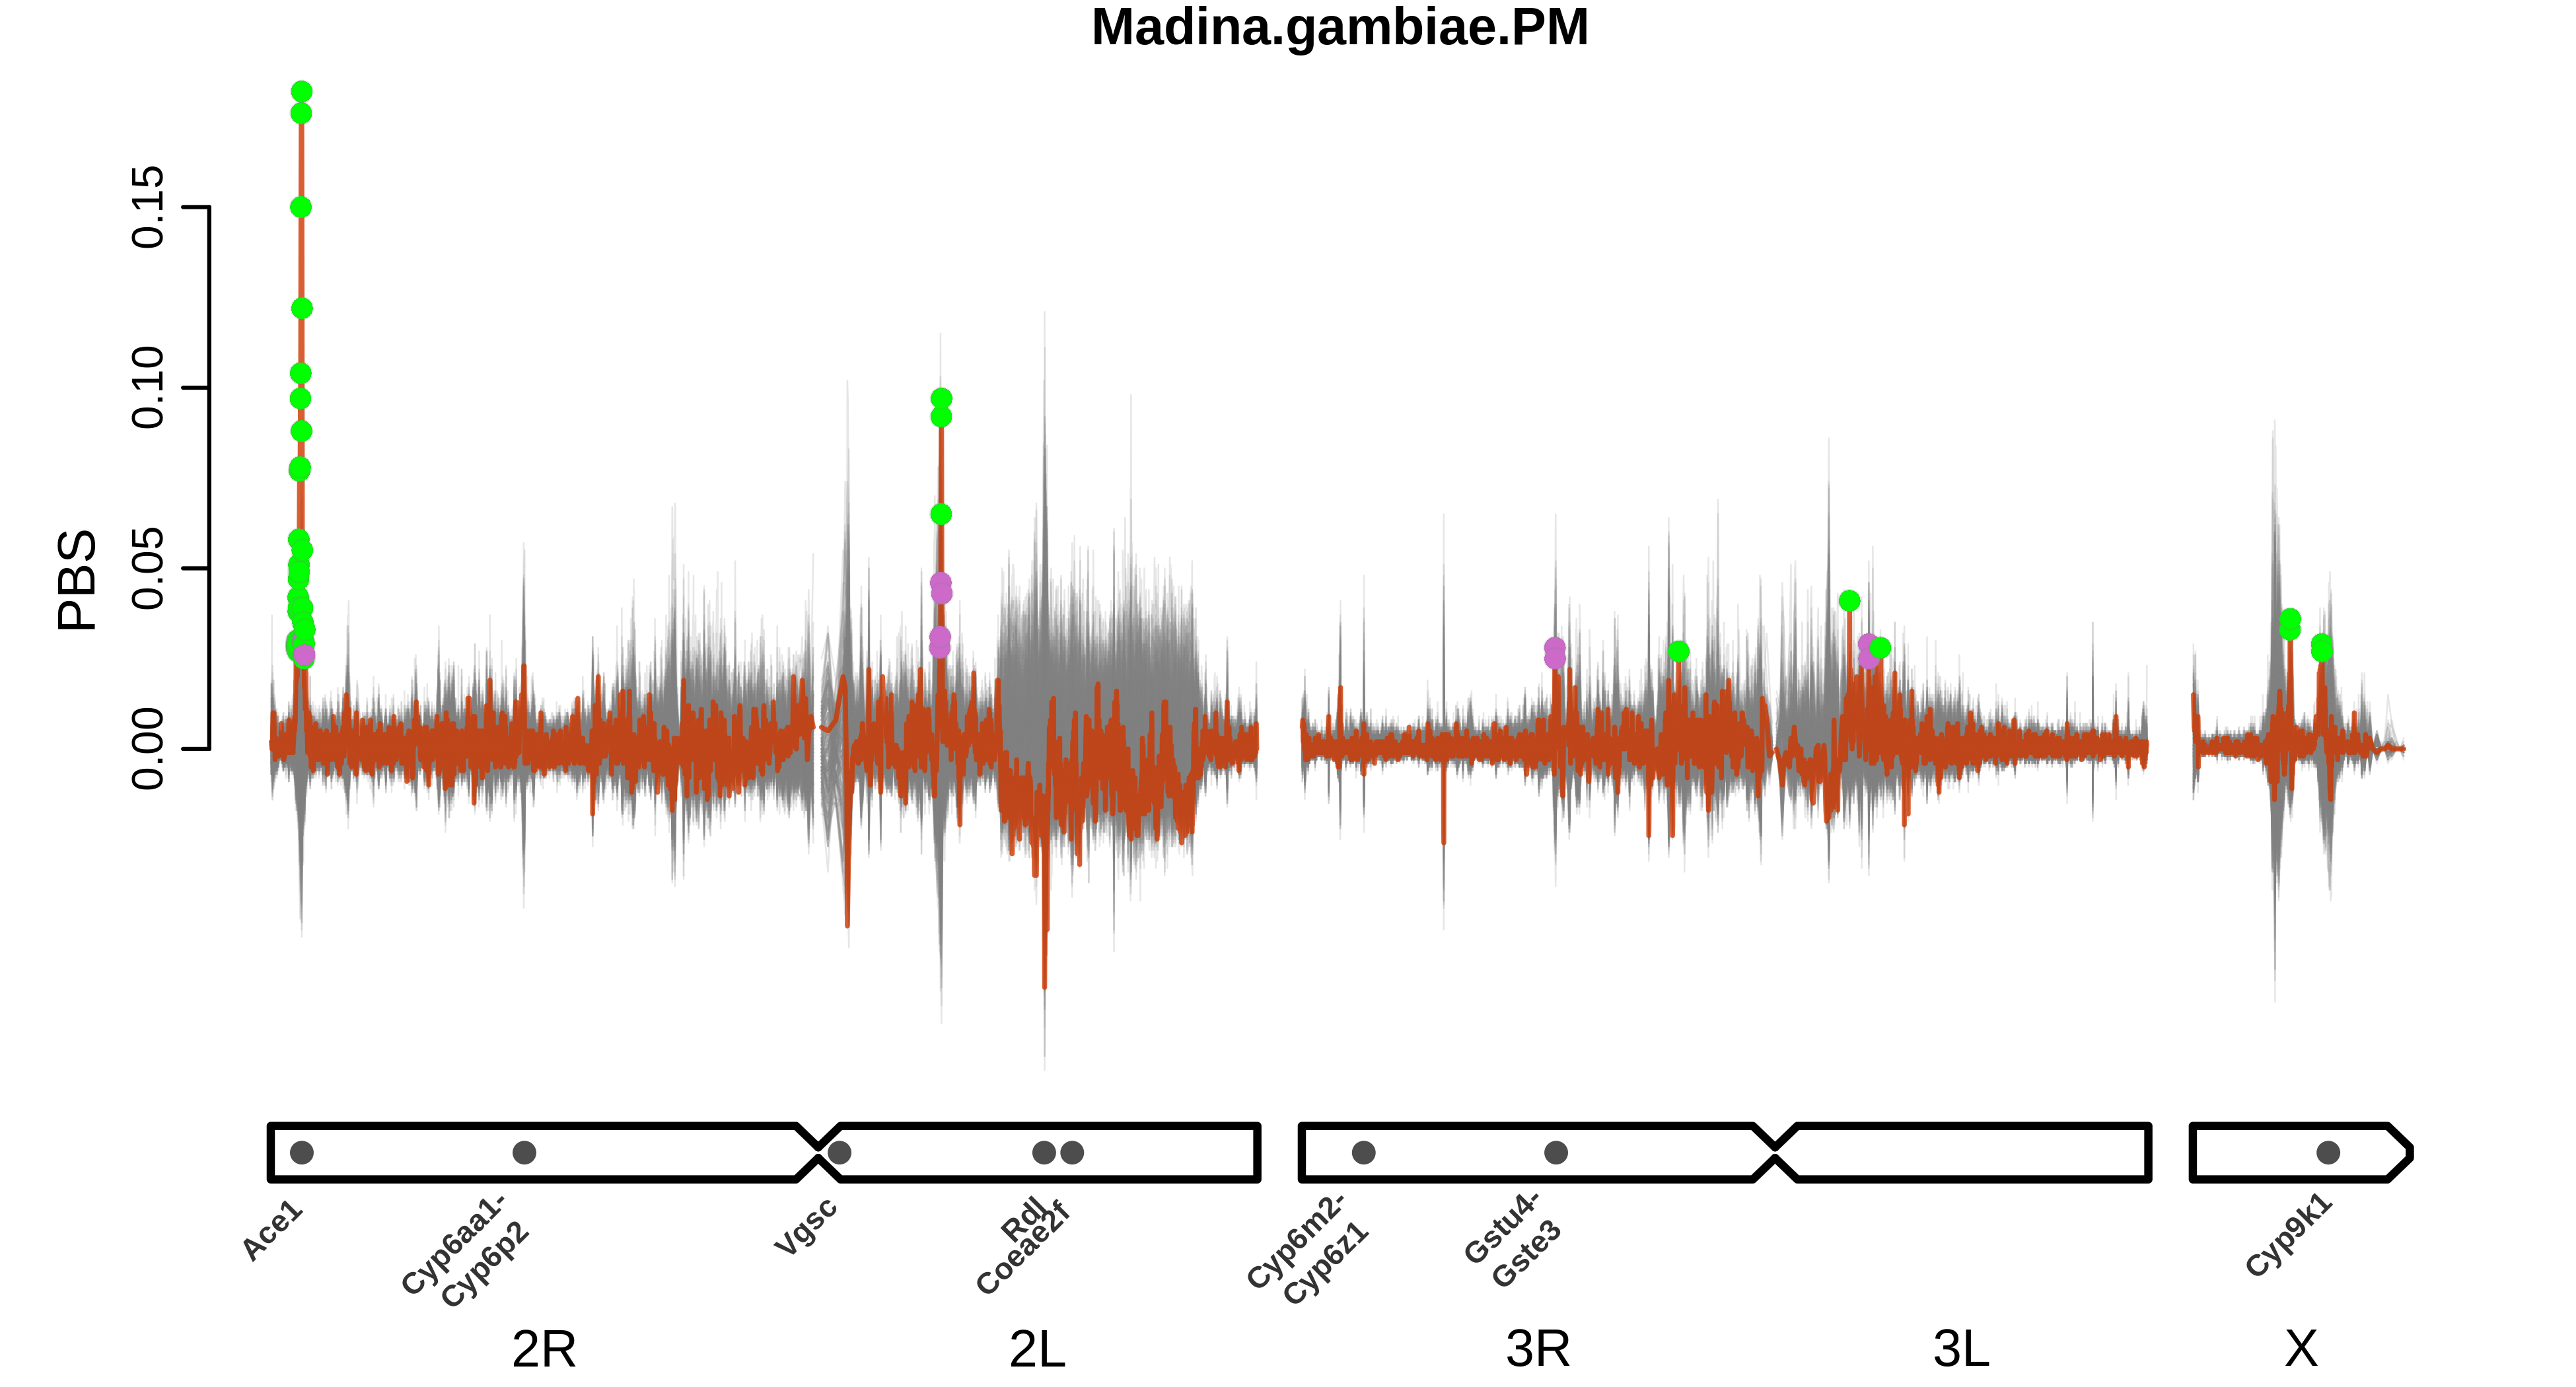 Madina.gambiae.PM
PBS
0.15
0.10
0.05
0.00
Ace1
Cyp6aa1-
Cyp6p2
Vgsc
Rdl
Coeae2f
Cyp6m2-
Cyp6z1
Gstu4-
Gste3
Cyp9k1
2R
2L
3R
3L
X